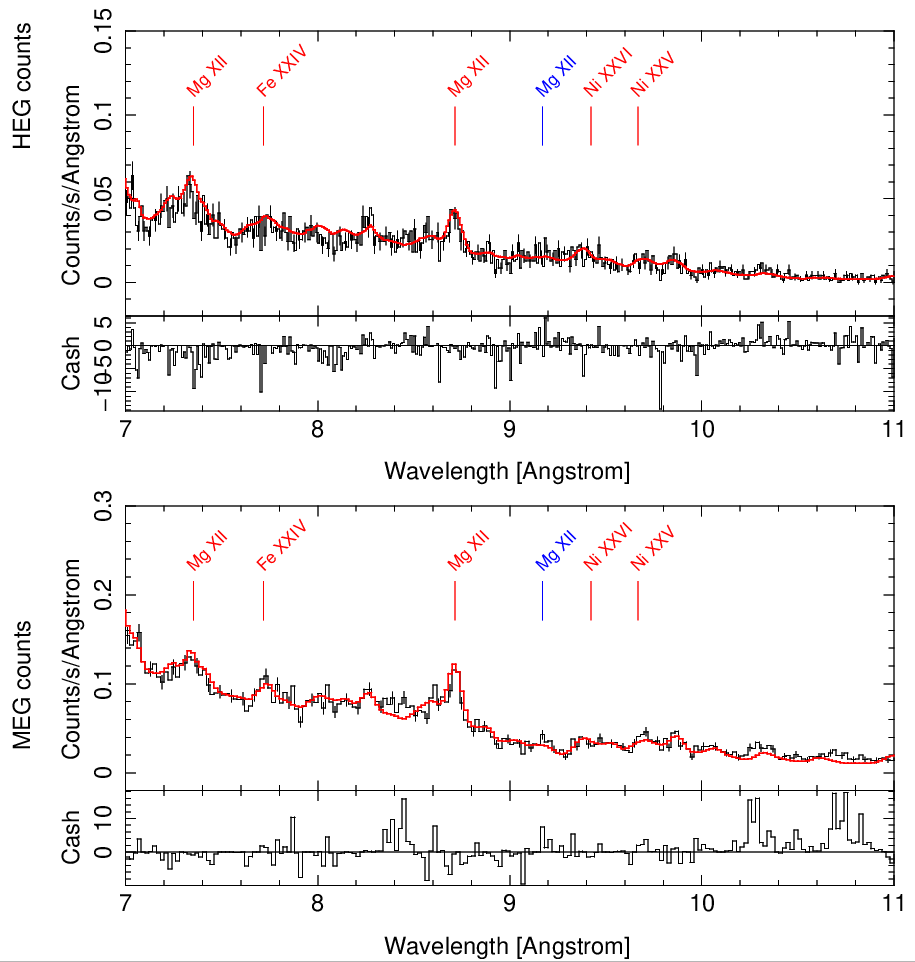 HEG counts
Counts/s/Angstrom
0.15
0.1
0.05
0
Mg XII
Fe XXIV
Mg XII
Mg XII
Ni XXVI
Ni XXV
Cash
5
0
−5
−10
7 8 9 10 11
Wavelength [Angstrom]
MEG counts
Counts/s/Angstrom
0.3
0.2
0.1
0
Mg XII
Fe XXIV
Mg XII
Mg XII
Ni XXVI
Ni XXV
Cash
10
0
7 8 9 10 11
Wavelength [Angstrom]